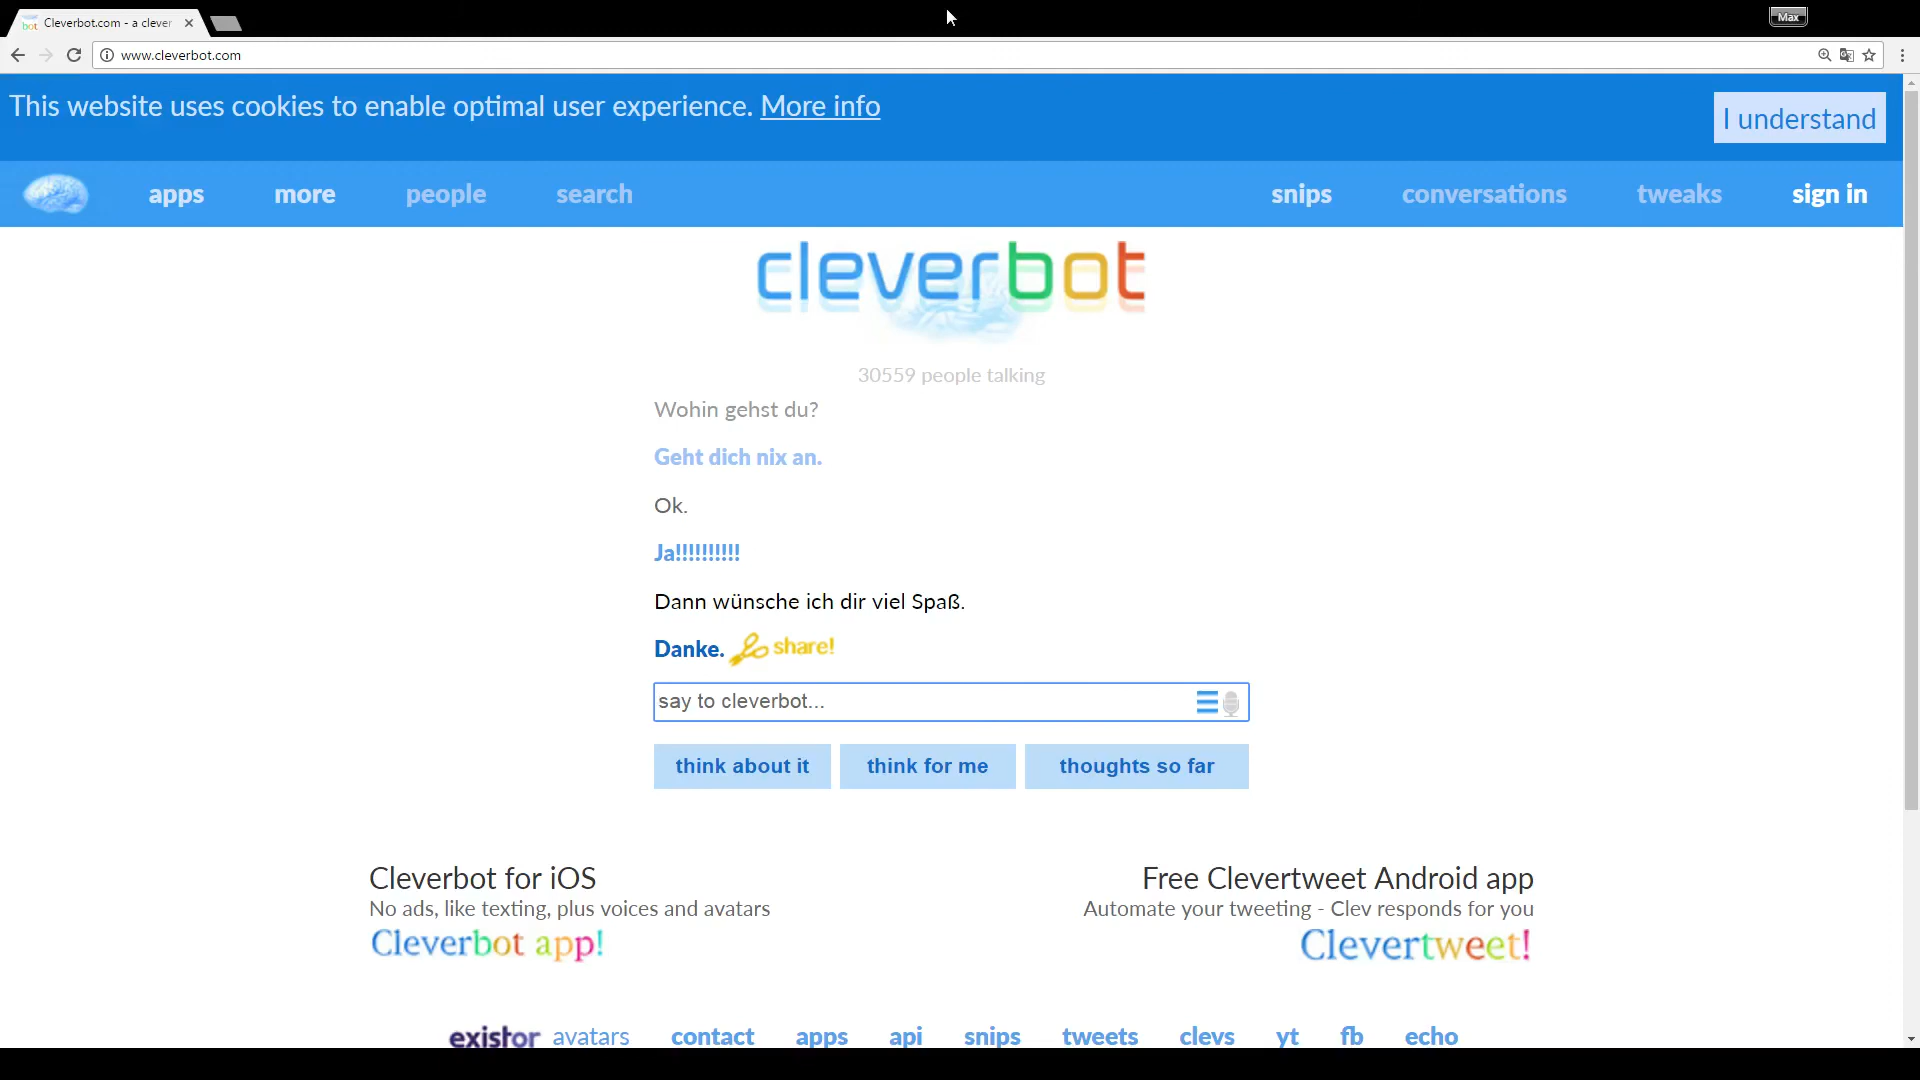 Cleverbot.com - a clever
Max
www.cleverbot.com
This website uses cookies to enable optimal user experience. More info
I understand
apps more people search snips conversations tweaks sign in
cleverbot
30559 people talking
Wohin gehst du?
Geht dich nix an.
Ok.
Ja!!!!!!!!!!
Dann wünsche ich dir viel Spaß.
Danke. share!
say to cleverbot...
think about it think for me thoughts so far
Cleverbot for iOS
No ads, like texting, plus voices and avatars
Cleverbot app!
Free Clevertweet Android app
Automate your tweeting - Clev responds for you
Clevertweet!
existor avatars contact apps api snips tweets clevs yt fb echo